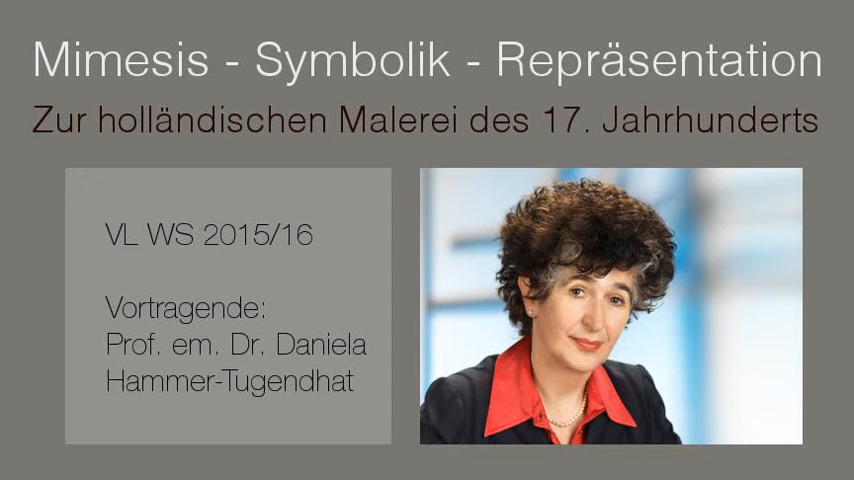 Mimesis - Symbolik - Repräsentation
Zur holländischen Malerei des 17. Jahrhunderts
VL WS 2015/16
Vortragende:
Prof. em. Dr. Daniela
Hammer-Tugendhat